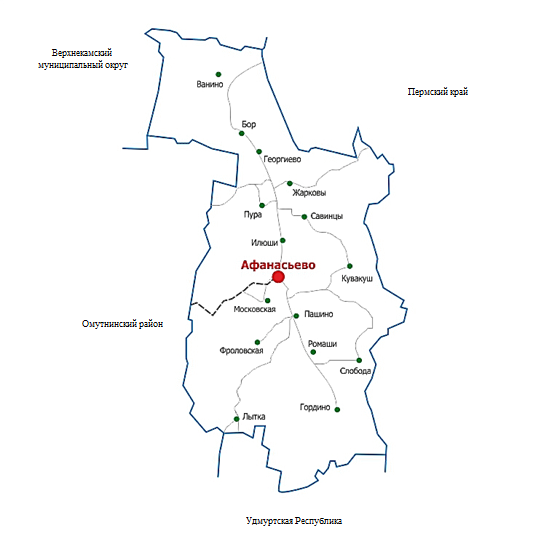 Верхнекамский
муниципальный округ
Пермский край
Ванино
Бор
Георгиево
Жарковы
Пура
Савинцы
Илюши
Афанасьево
Кувакуш
Московская
Пашино
Омутнинский район
Ромаши
Фроловская
Слобода
Гордино
Лытка
Удмуртская Республика